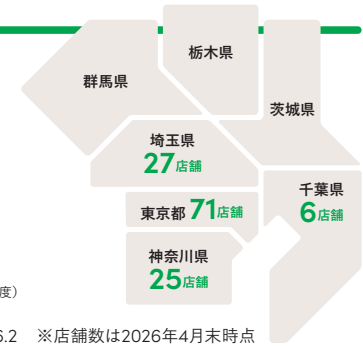 栃木県
群馬県
茨城県
埼玉県
27店舗
千葉県
6店舗
東京都 71店舗
神奈川県
25店舗
度）
6.2　※店舗数は2026年4月末時点